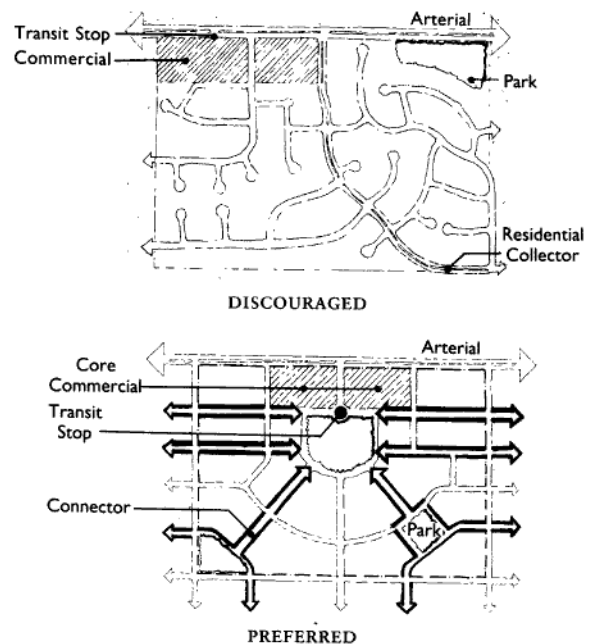 Arterial
Transit Stop
Commercial
Park
Residential
Collector
DISCOURAGED
Arterial
Core
Commercial
Transit
Stop
Connector
Park
PREFERRED